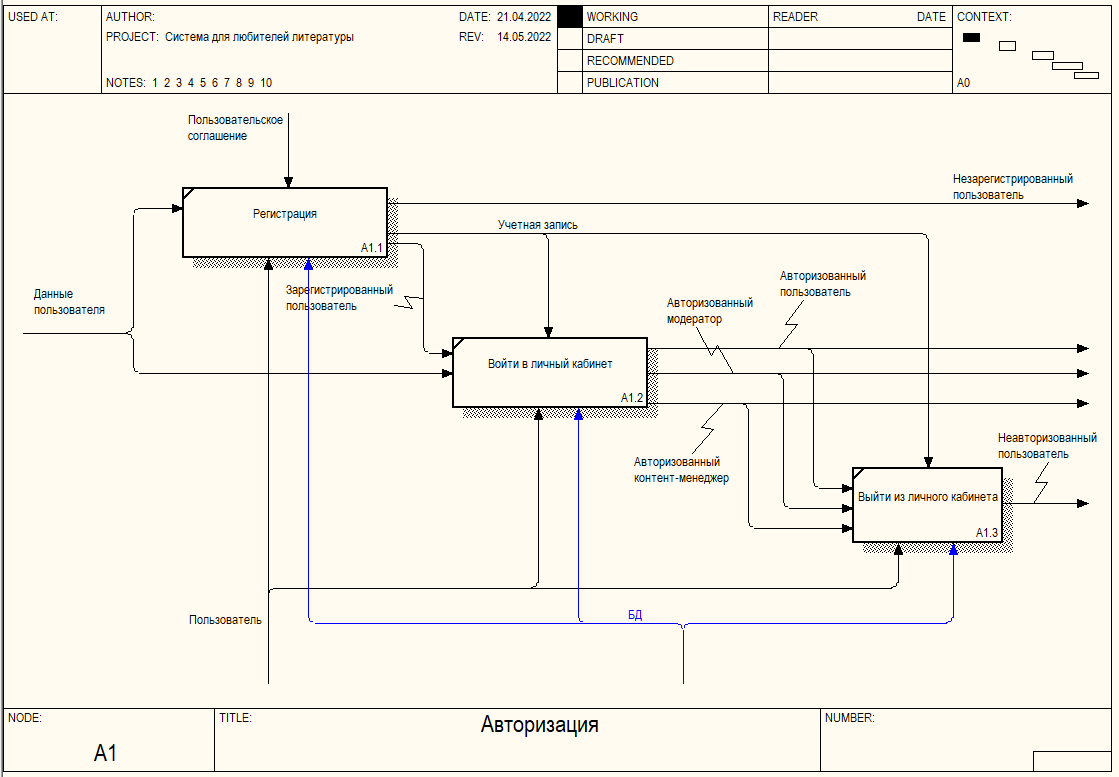 USED AT:
AUTHOR:
DATE: 21.04.2022
PROJECT: Система для любителей литературы
REV: 14.05.2022
NOTES: 1 2 3 4 5 6 7 8 9 10
WORKING
DRAFT
RECOMMENDED
PUBLICATION
READER
DATE
CONTEXT:
A0
Пользовательское
соглашение
Незарегистрированный
пользователь
Регистрация
A1.1
Учетная запись
Данные
пользователя
Зарегистрированный
пользователь
Авторизованный
пользователь
Авторизованный
модератор
Войти в личный кабинет
A1.2
Авторизованный
контент-менеджер
Неавторизованный
пользователь
Выйти из личного кабинета
A1.3
Пользователь
БД
NODE:
A1
TITLE:
Авторизация
NUMBER: